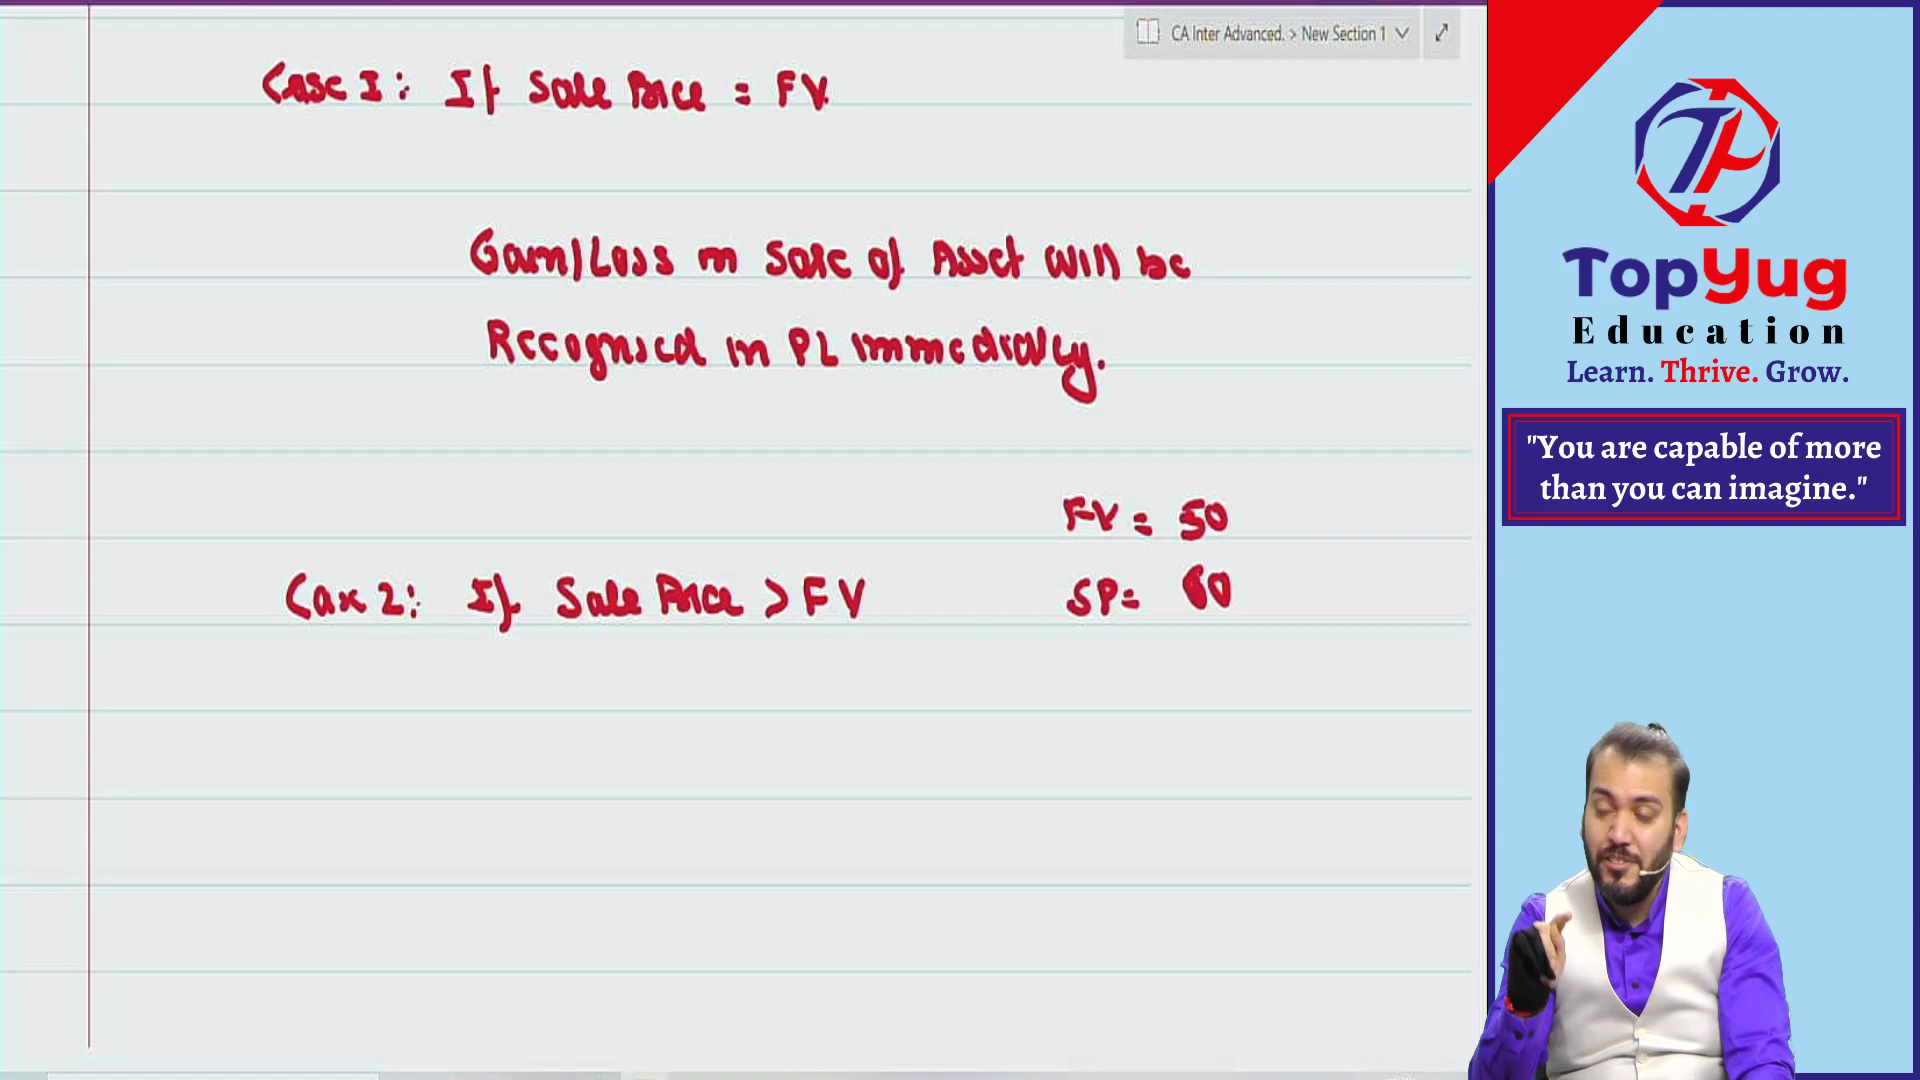 CA Inter Advanced. > New Section 1
Case I: If Sale Price = FV.
Gain/Loss on Sale of Asset will be
Recognised in PL immediately.
FV = 50
Case 2: If Sale Price > FV
SP = 60
TopYug
Education
Learn. Thrive. Grow.
"You are capable of more
than you can imagine."